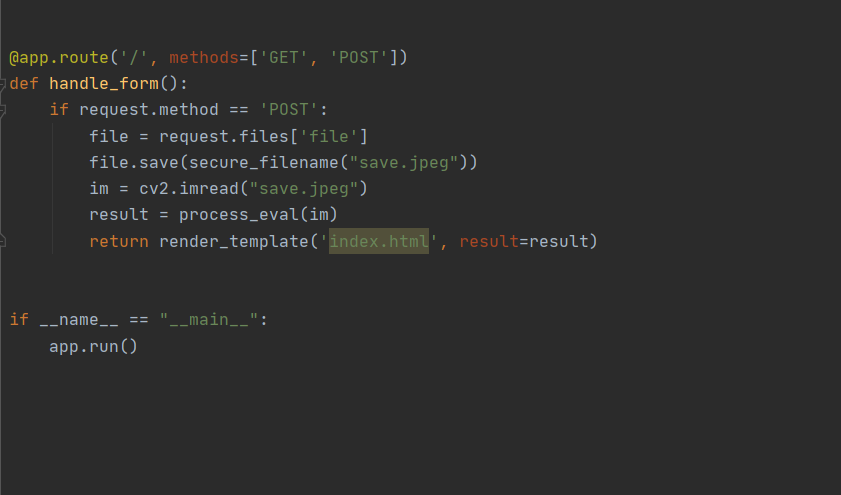 @app.route('/', methods=['GET', 'POST'])
def handle_form():
    if request.method == 'POST':
        file = request.files['file']
        file.save(secure_filename("save.jpeg"))
        im = cv2.imread("save.jpeg")
        result = process_eval(im)
        return render_template('index.html', result=result)
if __name__ == "__main__":
    app.run()